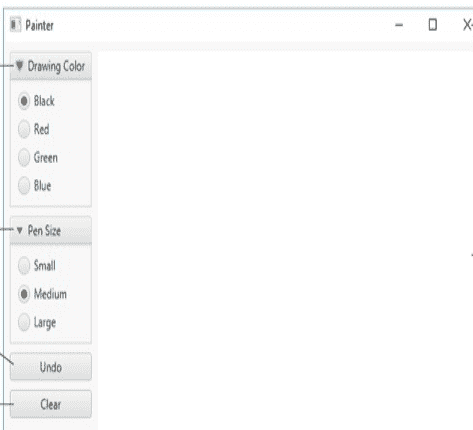 Painter
Drawing Color
Black
Red
Green
Blue
Pen Size
Small
Medium
Large
Undo
Clear